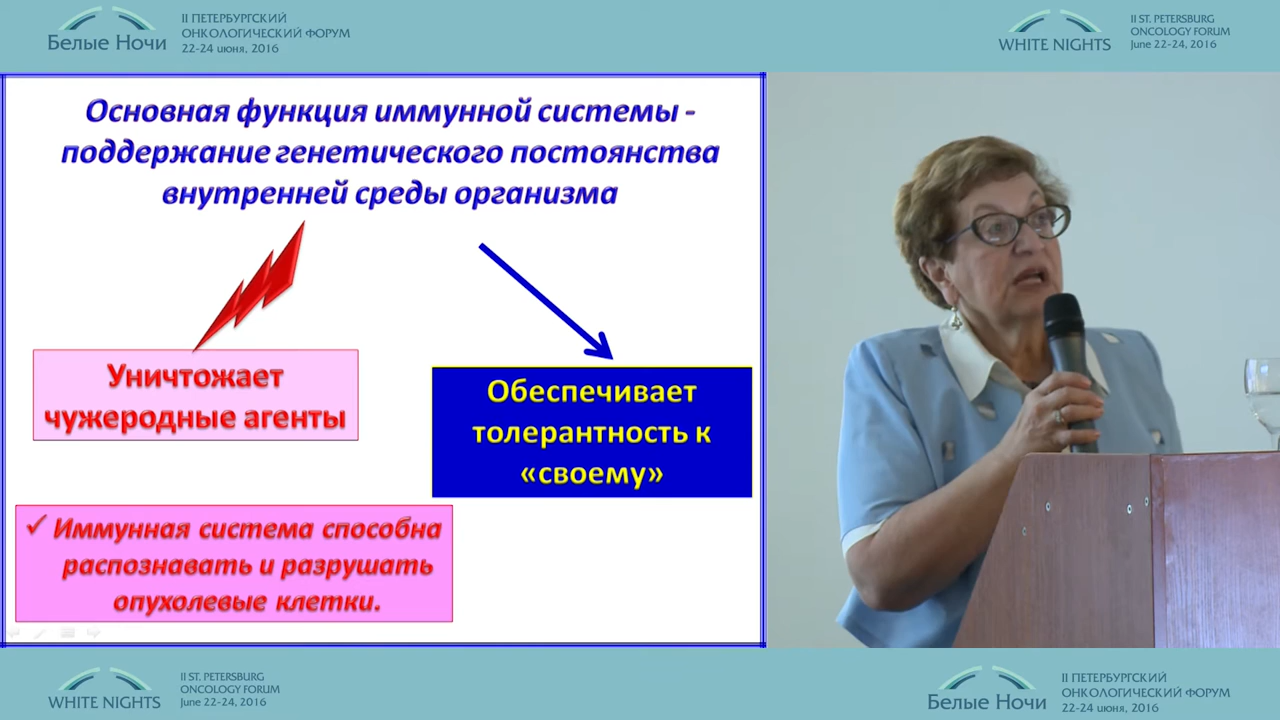 Белые Ночи
II ПЕТЕРБУРГСКИЙ
ОНКОЛОГИЧЕСКИЙ ФОРУМ
22-24 июня, 2016
WHITE NIGHTS
II ST. PETERSBURG
ONCOLOGY FORUM
June 22-24, 2016
Основная функция иммунной системы -
поддержание генетического постоянства
внутренней среды организма
Уничтожает
чужеродные агенты
Обеспечивает
толерантность к
«своему»
✓ Иммунная система способна
распознавать и разрушать
опухолевые клетки.
WHITE NIGHTS
II ST. PETERSBURG
ONCOLOGY FORUM
June 22-24, 2016
Белые Ночи
II ПЕТЕРБУРГСКИЙ
ОНКОЛОГИЧЕСКИЙ ФОРУМ
22-24 июня, 2016